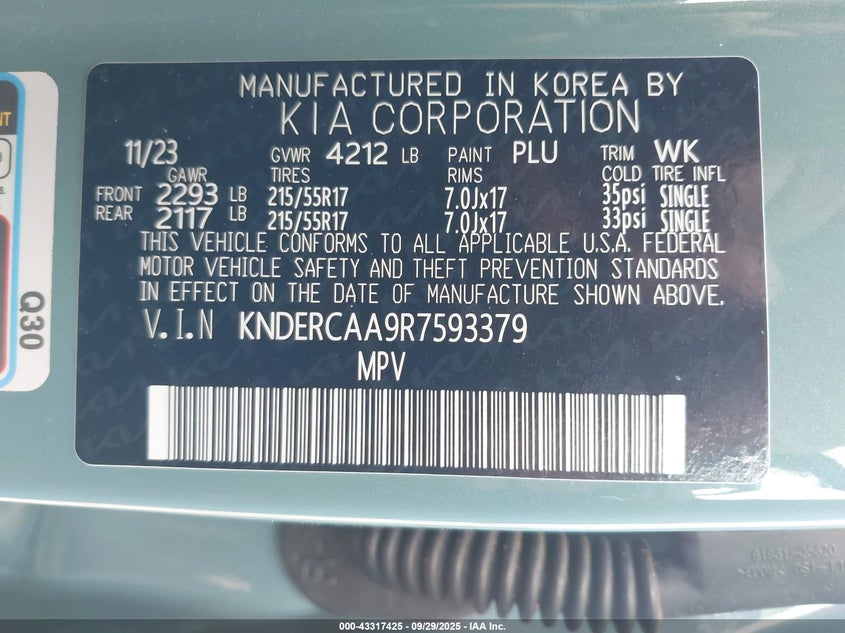 MANUFACTURED IN KOREA BY
KIA CORPORATION
11/23 GVWR 4212 LB PAINT PLU TRIM WK
GAWR TIRES RIMS COLD TIRE INFL
FRONT 2293 LB 215/55R17 7.0Jx17 35psi SINGLE
REAR 2117 LB 215/55R17 7.0Jx17 33psi SINGLE
THIS VEHICLE CONFORMS TO ALL APPLICABLE U.S.A. FEDERAL
MOTOR VEHICLE SAFETY AND THEFT PREVENTION STANDARDS
IN EFFECT ON THE DATE OF MANUFACTURE SHOWN ABOVE.
V.I.N KNDERCAA9R7593379
MPV
Q30
000-43317425 - 09/29/2025 - IAA Inc.